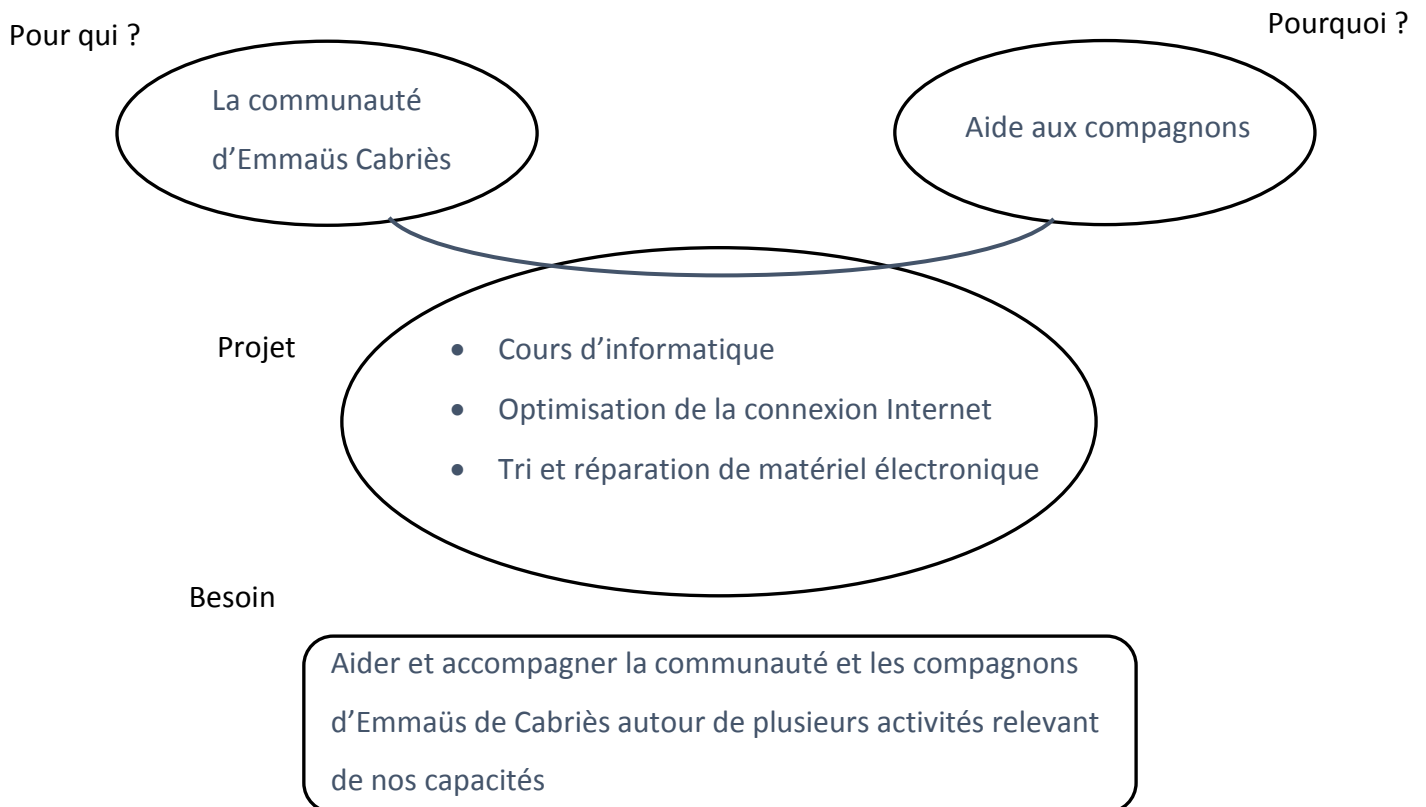 Pour qui ?
Pourquoi ?
La communauté
d’Emmaüs Cabriès
Aide aux compagnons
Projet
• Cours d’informatique
• Optimisation de la connexion Internet
• Tri et réparation de matériel électronique
Besoin
Aider et accompagner la communauté et les compagnons
d’Emmaüs de Cabriès autour de plusieurs activités relevant
de nos capacités